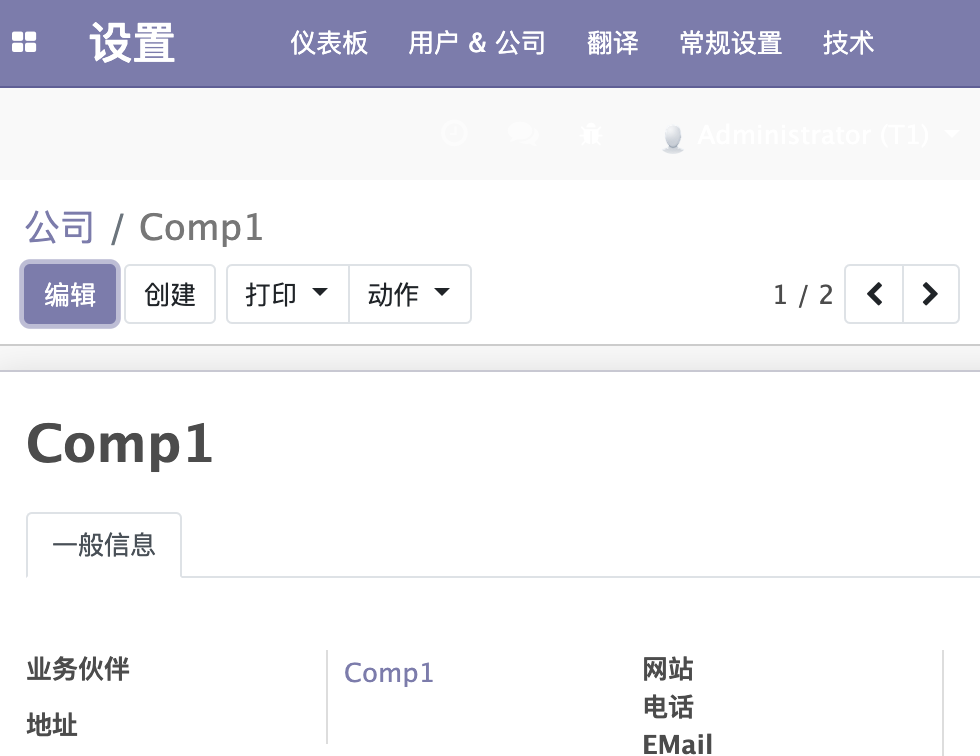 设置 仪表板 用户 & 公司 翻译 常规设置 技术
Administrator (T1)
公司 / Comp1
编辑 创建 打印 动作 1 / 2
Comp1
一般信息
业务伙伴 Comp1 网站
电话
地址
EMail